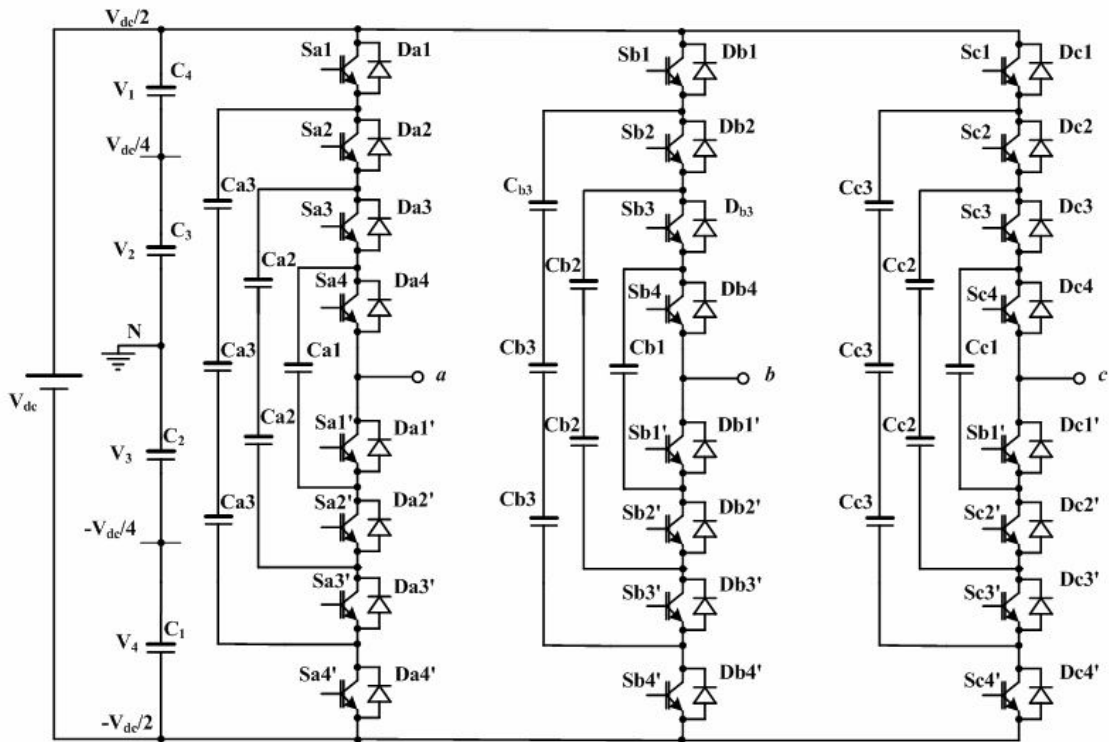 Vdc/2
Sa1 Da1 Sb1 Db1 Sc1 Dc1
C4
V1
Sa2 Da2 Sb2 Db2 Sc2 Dc2
Vdc/4
Ca3 Cb3 Cc3
Sa3 Da3 Sb3 Db3 Sc3 Dc3
C3
V2
Ca2 Cb2 Cc2
Sa4 Da4 Sb4 Db4 Sc4 Dc4
N
Ca3 Ca1 Cb3 Cb1 Cc3 Cc1
a b c
Vdc
Ca2 Cb2 Cc2
Sa1' Da1' Sb1' Db1' Sb1' Dc1'
C2
V3
Ca3 Cb3 Cc3
Sa2' Da2' Sb2' Db2' Sc2' Dc2'
-Vdc/4
Sa3' Da3' Sb3' Db3' Sc3' Dc3'
C1
V4
Sa4' Da4' Sb4' Db4' Sc4' Dc4'
-Vdc/2